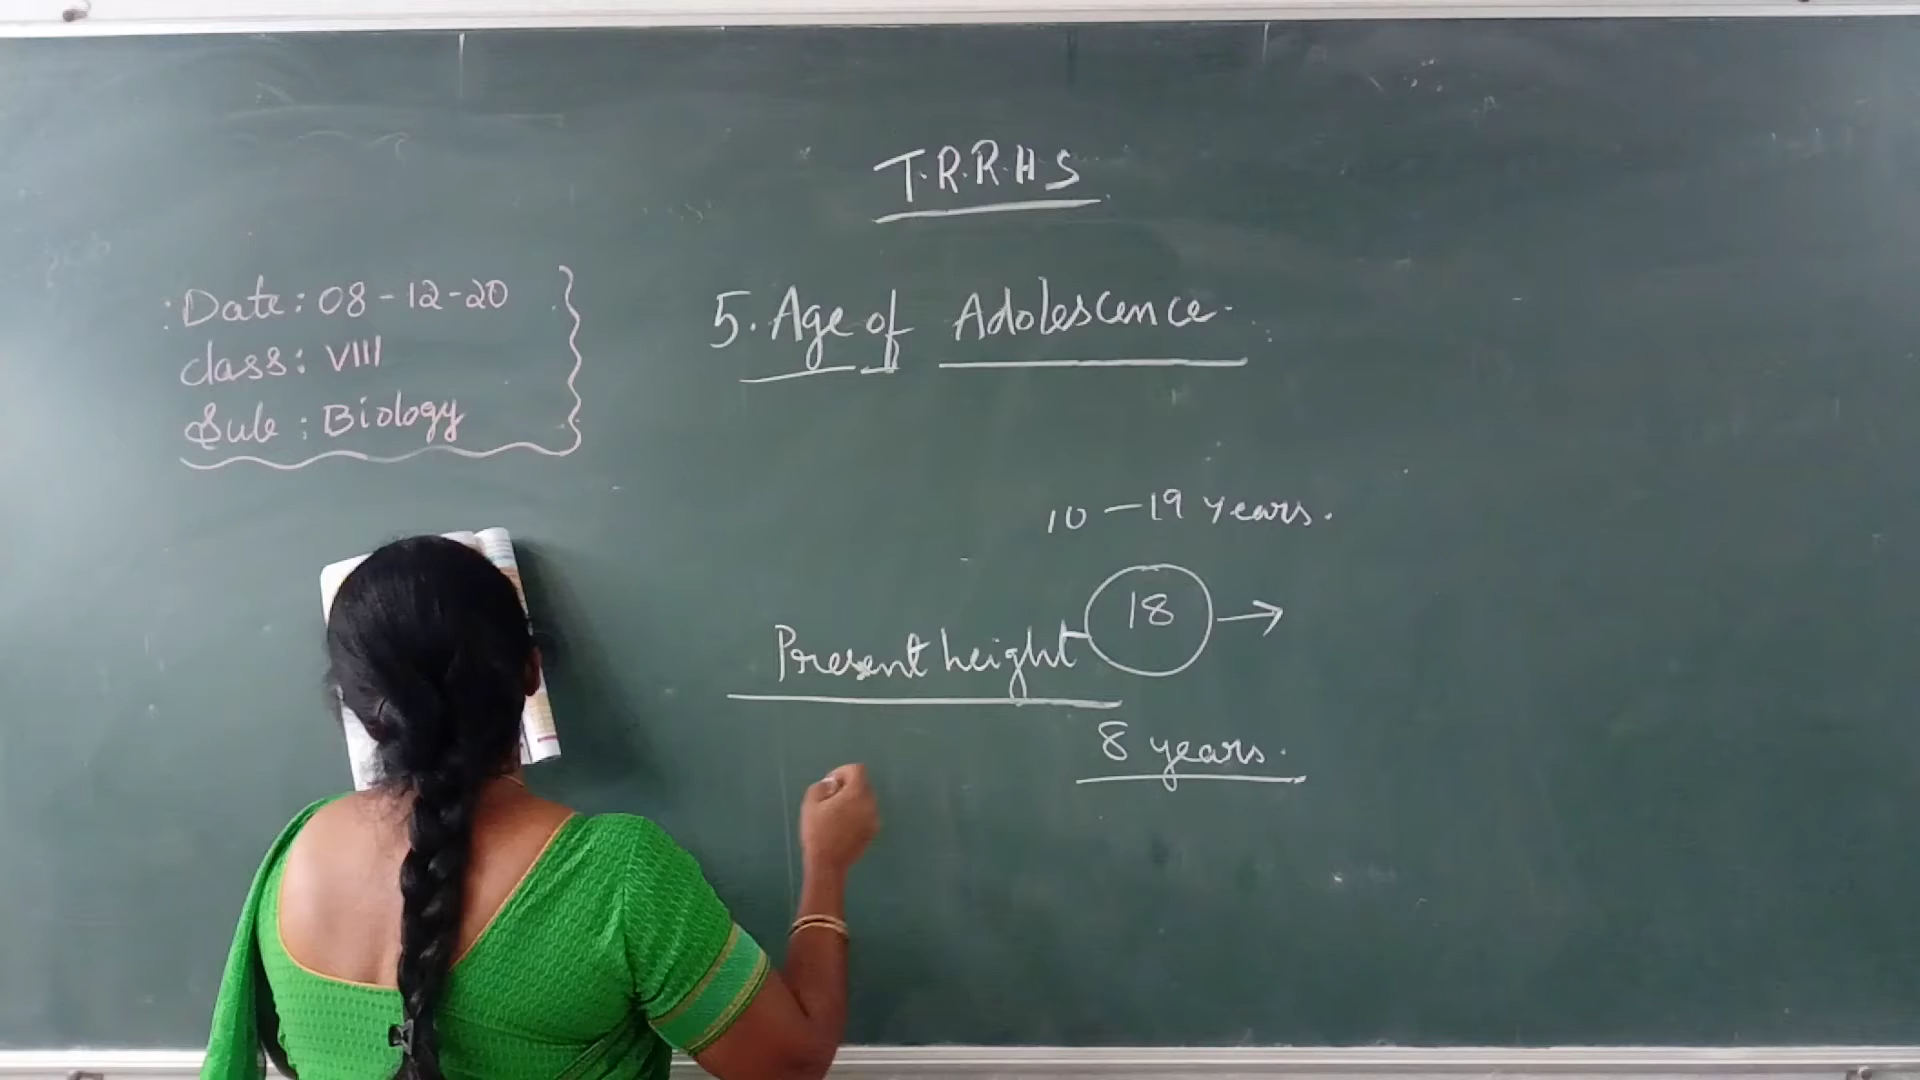 T.R.R.H.S
Date: 08-12-20
class: VIII
Sub: Biology
5. Age of Adolescence.
10 - 19 years.
18 →
Present height
8 years.